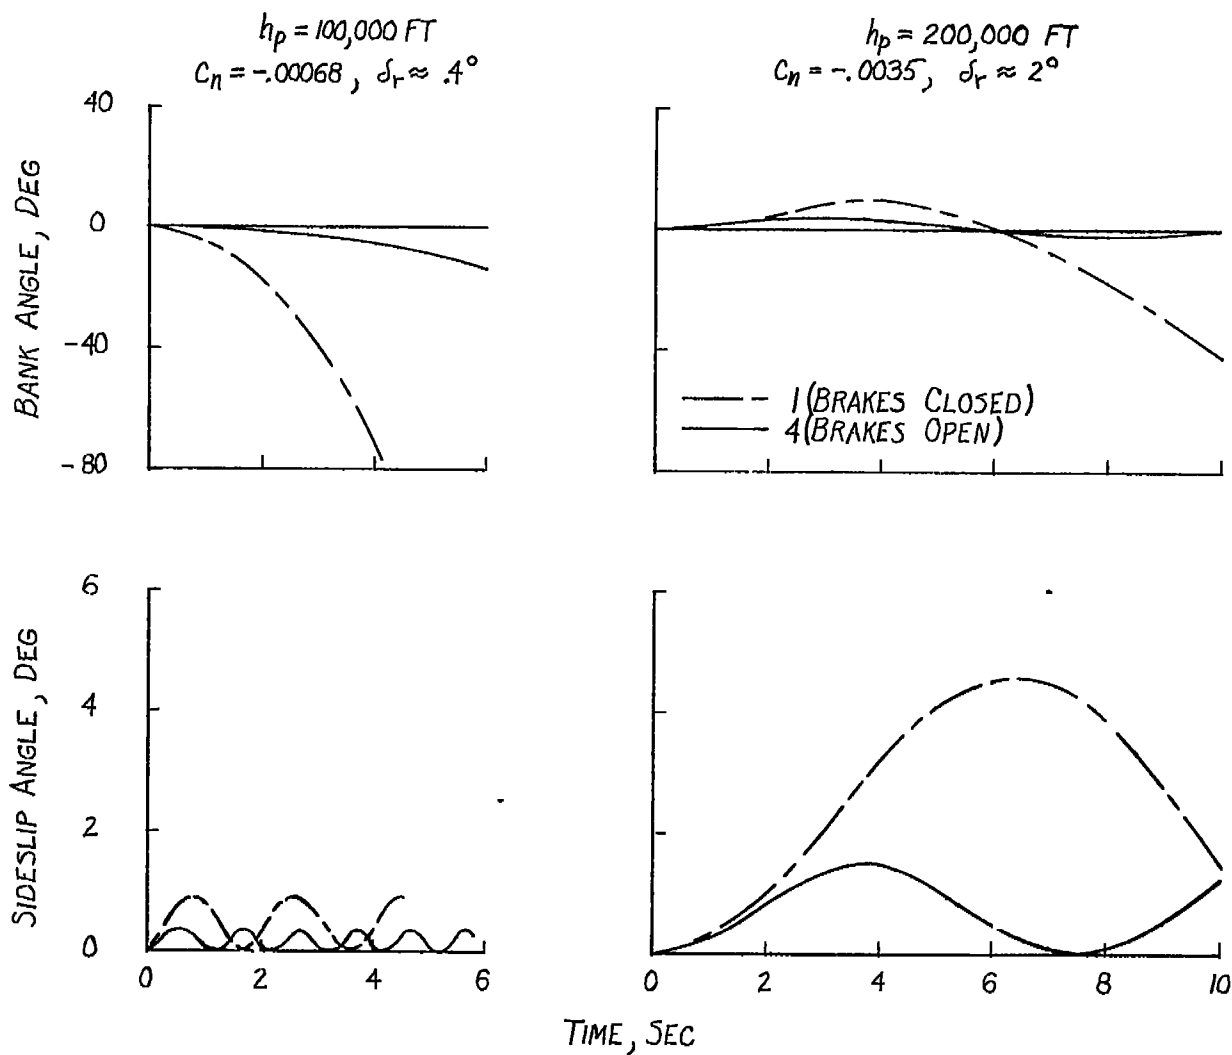 hp = 100,000 FT
Cn = -.00068, δr ≈ .4°
hp = 200,000 FT
Cn = -.0035, δr ≈ 2°
BANK ANGLE, DEG
40
0
-40
-80
1 (BRAKES CLOSED)
4 (BRAKES OPEN)
SIDESLIP ANGLE, DEG
6
4
2
0
0 2 4 6
0 2 4 6 8 10
TIME, SEC